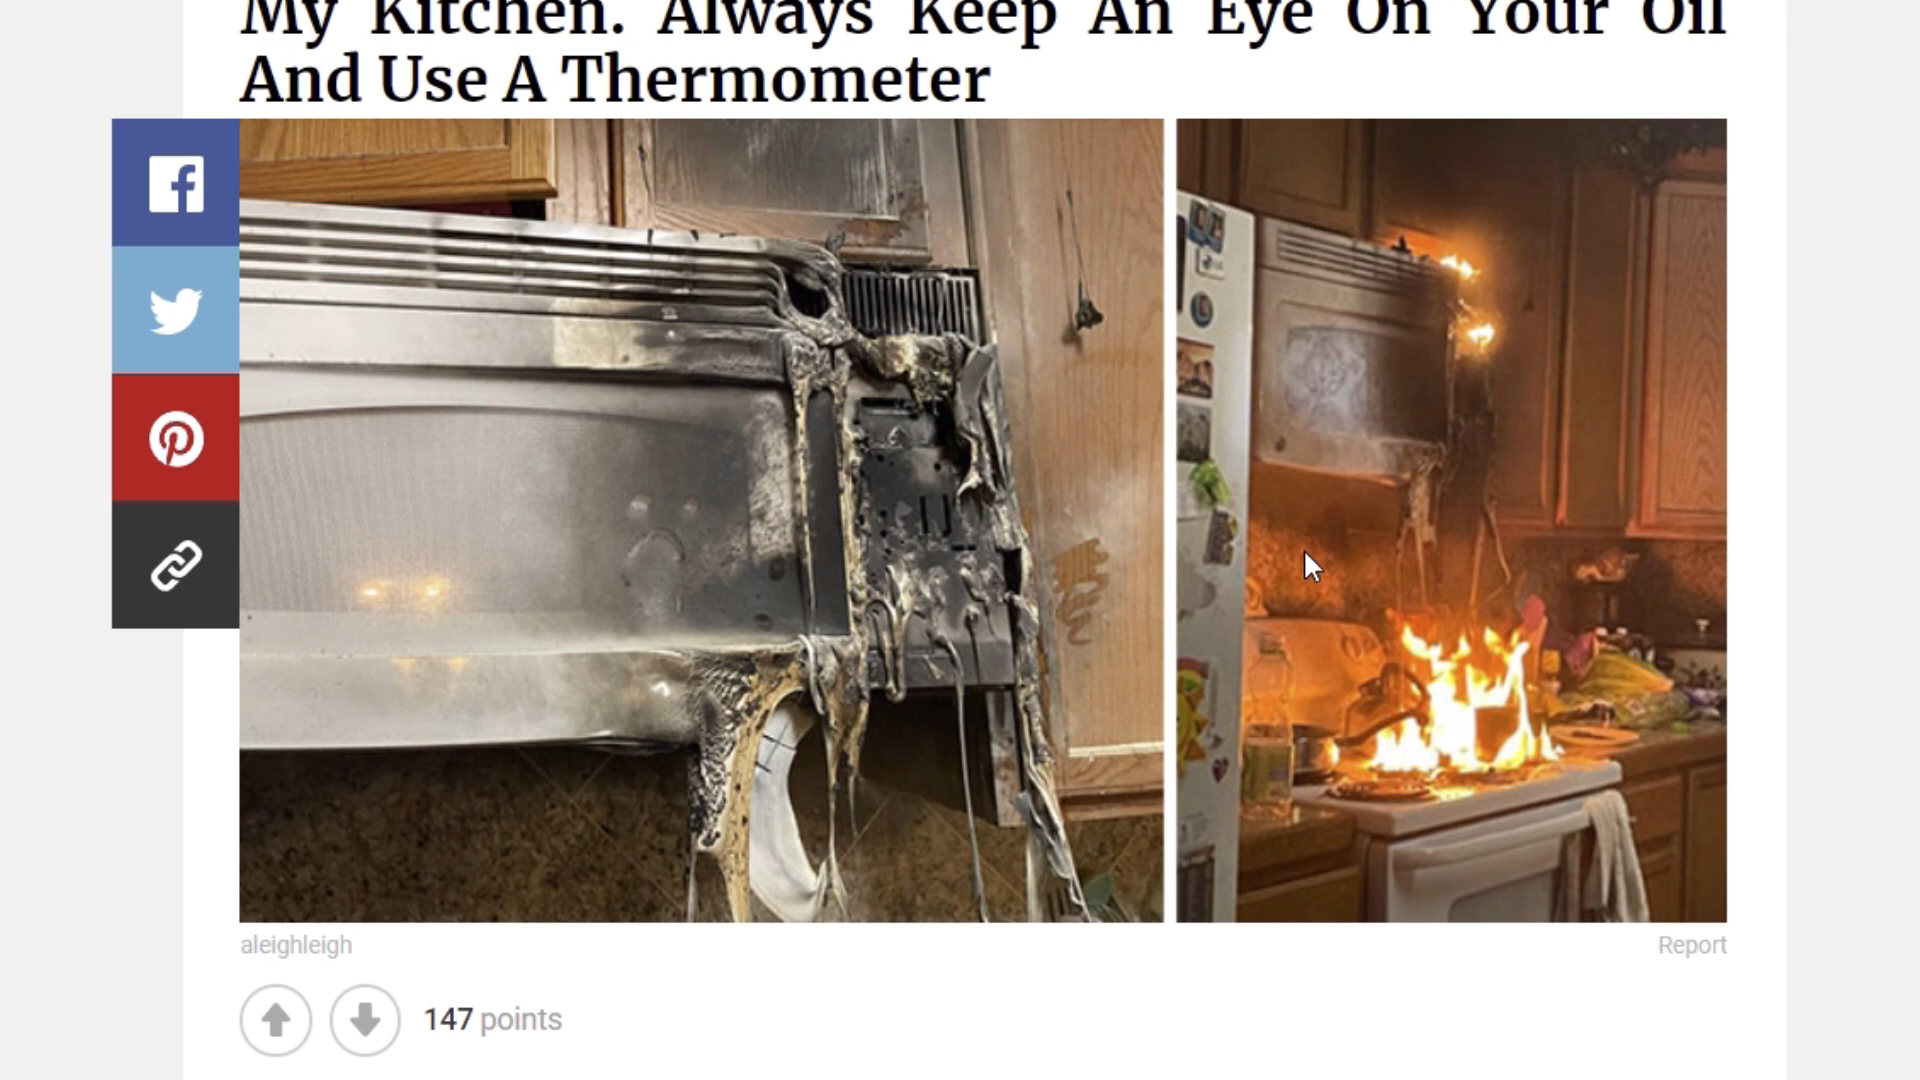 My Kitchen. Always Keep An Eye On Your Oil
And Use A Thermometer
aleighleigh
Report
147 points